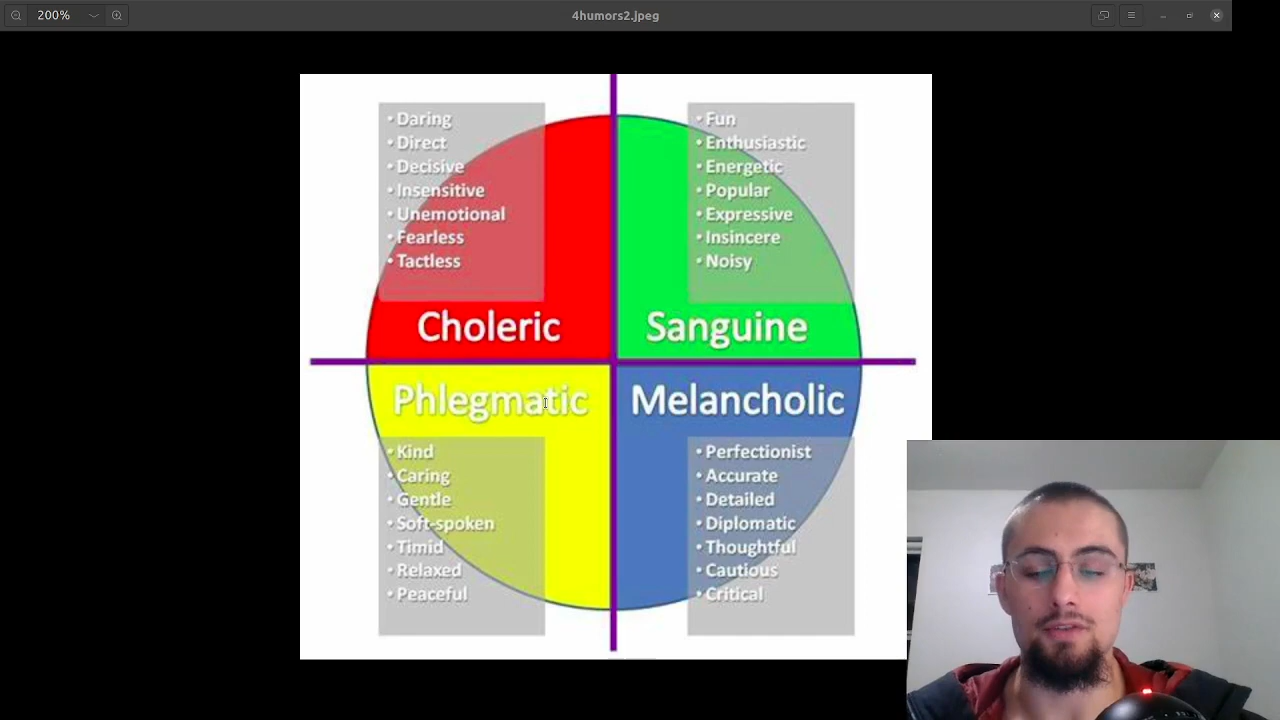 200%
4humors2.jpeg
• Daring
• Direct
• Decisive
• Insensitive
• Unemotional
• Fearless
• Tactless
Choleric
• Fun
• Enthusiastic
• Energetic
• Popular
• Expressive
• Insincere
• Noisy
Sanguine
Phlegmatic
• Kind
• Caring
• Gentle
• Soft-spoken
• Timid
• Relaxed
• Peaceful
Melancholic
• Perfectionist
• Accurate
• Detailed
• Diplomatic
• Thoughtful
• Cautious
• Critical